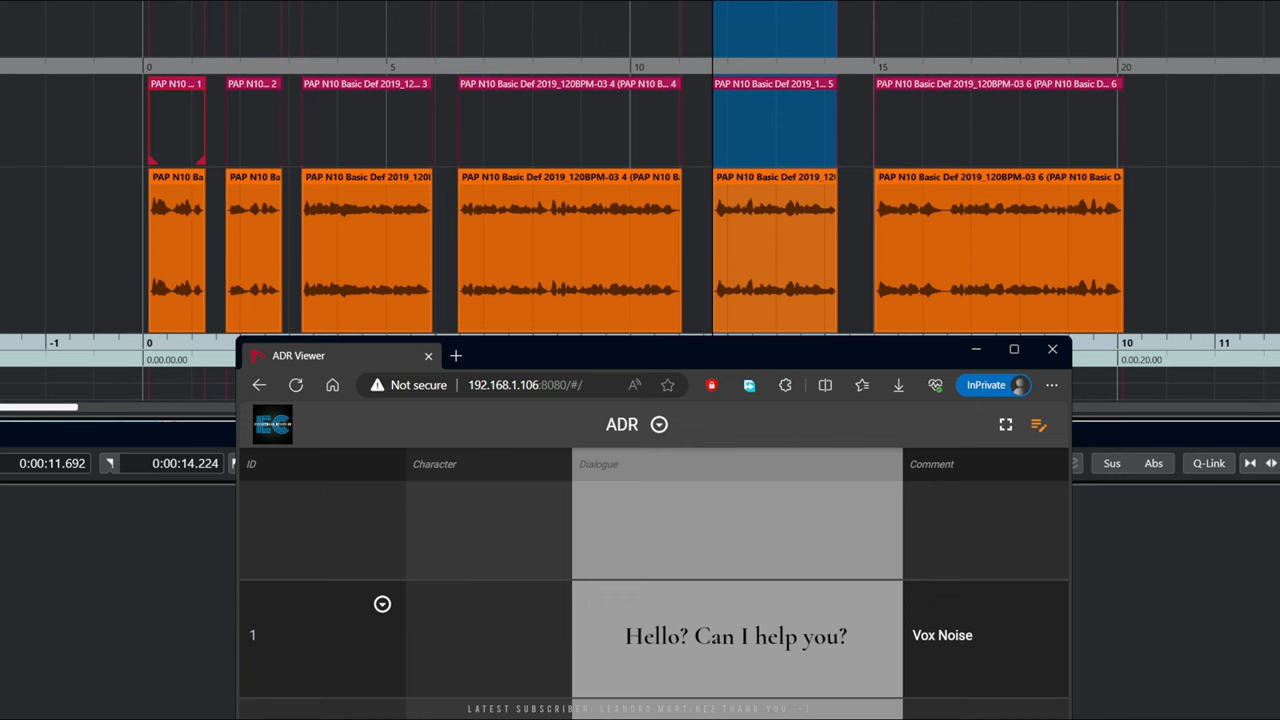 0 5 10 15 20
PAP N10 ... 1 PAP N10... 2 PAP N10 Basic Def 2019_12... 3 PAP N10 Basic Def 2019_120BPM-03 4 (PAP N10 B... 4 PAP N10 Basic Def 2019_1... 5 PAP N10 Basic Def 2019_120BPM-03 6 (PAP N10 Basic D... 6
PAP N10 Ba PAP N10 Ba PAP N10 Basic Def 2019_120I PAP N10 Basic Def 2019_120BPM-03 4 (PAP N10 B PAP N10 Basic Def 2019_120 PAP N10 Basic Def 2019_120BPM-03 6 (PAP N10 Basic D
-1 0 10 11
0.00.00.00 0.00.20.00
ADR Viewer
Not secure 192.168.1.106:8080/#/ InPrivate
EC ADR
0:00:11.692 0:00:14.224 ID Character Dialogue Comment Sus Abs Q-Link
1 Hello? Can I help you? Vox Noise
LATEST SUBSCRIBER: LEANDRO MARTINEZ THANK YOU :-)